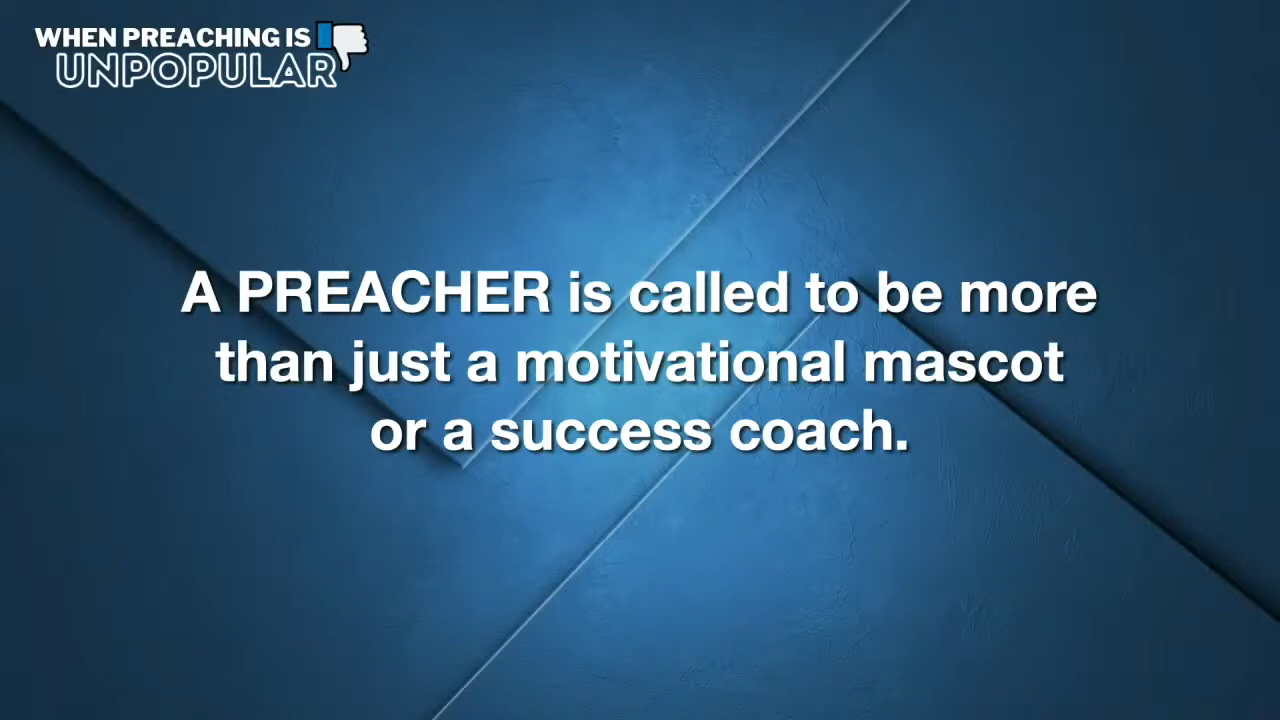 WHEN PREACHING IS
UNPOPULAR
A PREACHER is called to be more
than just a motivational mascot
or a success coach.